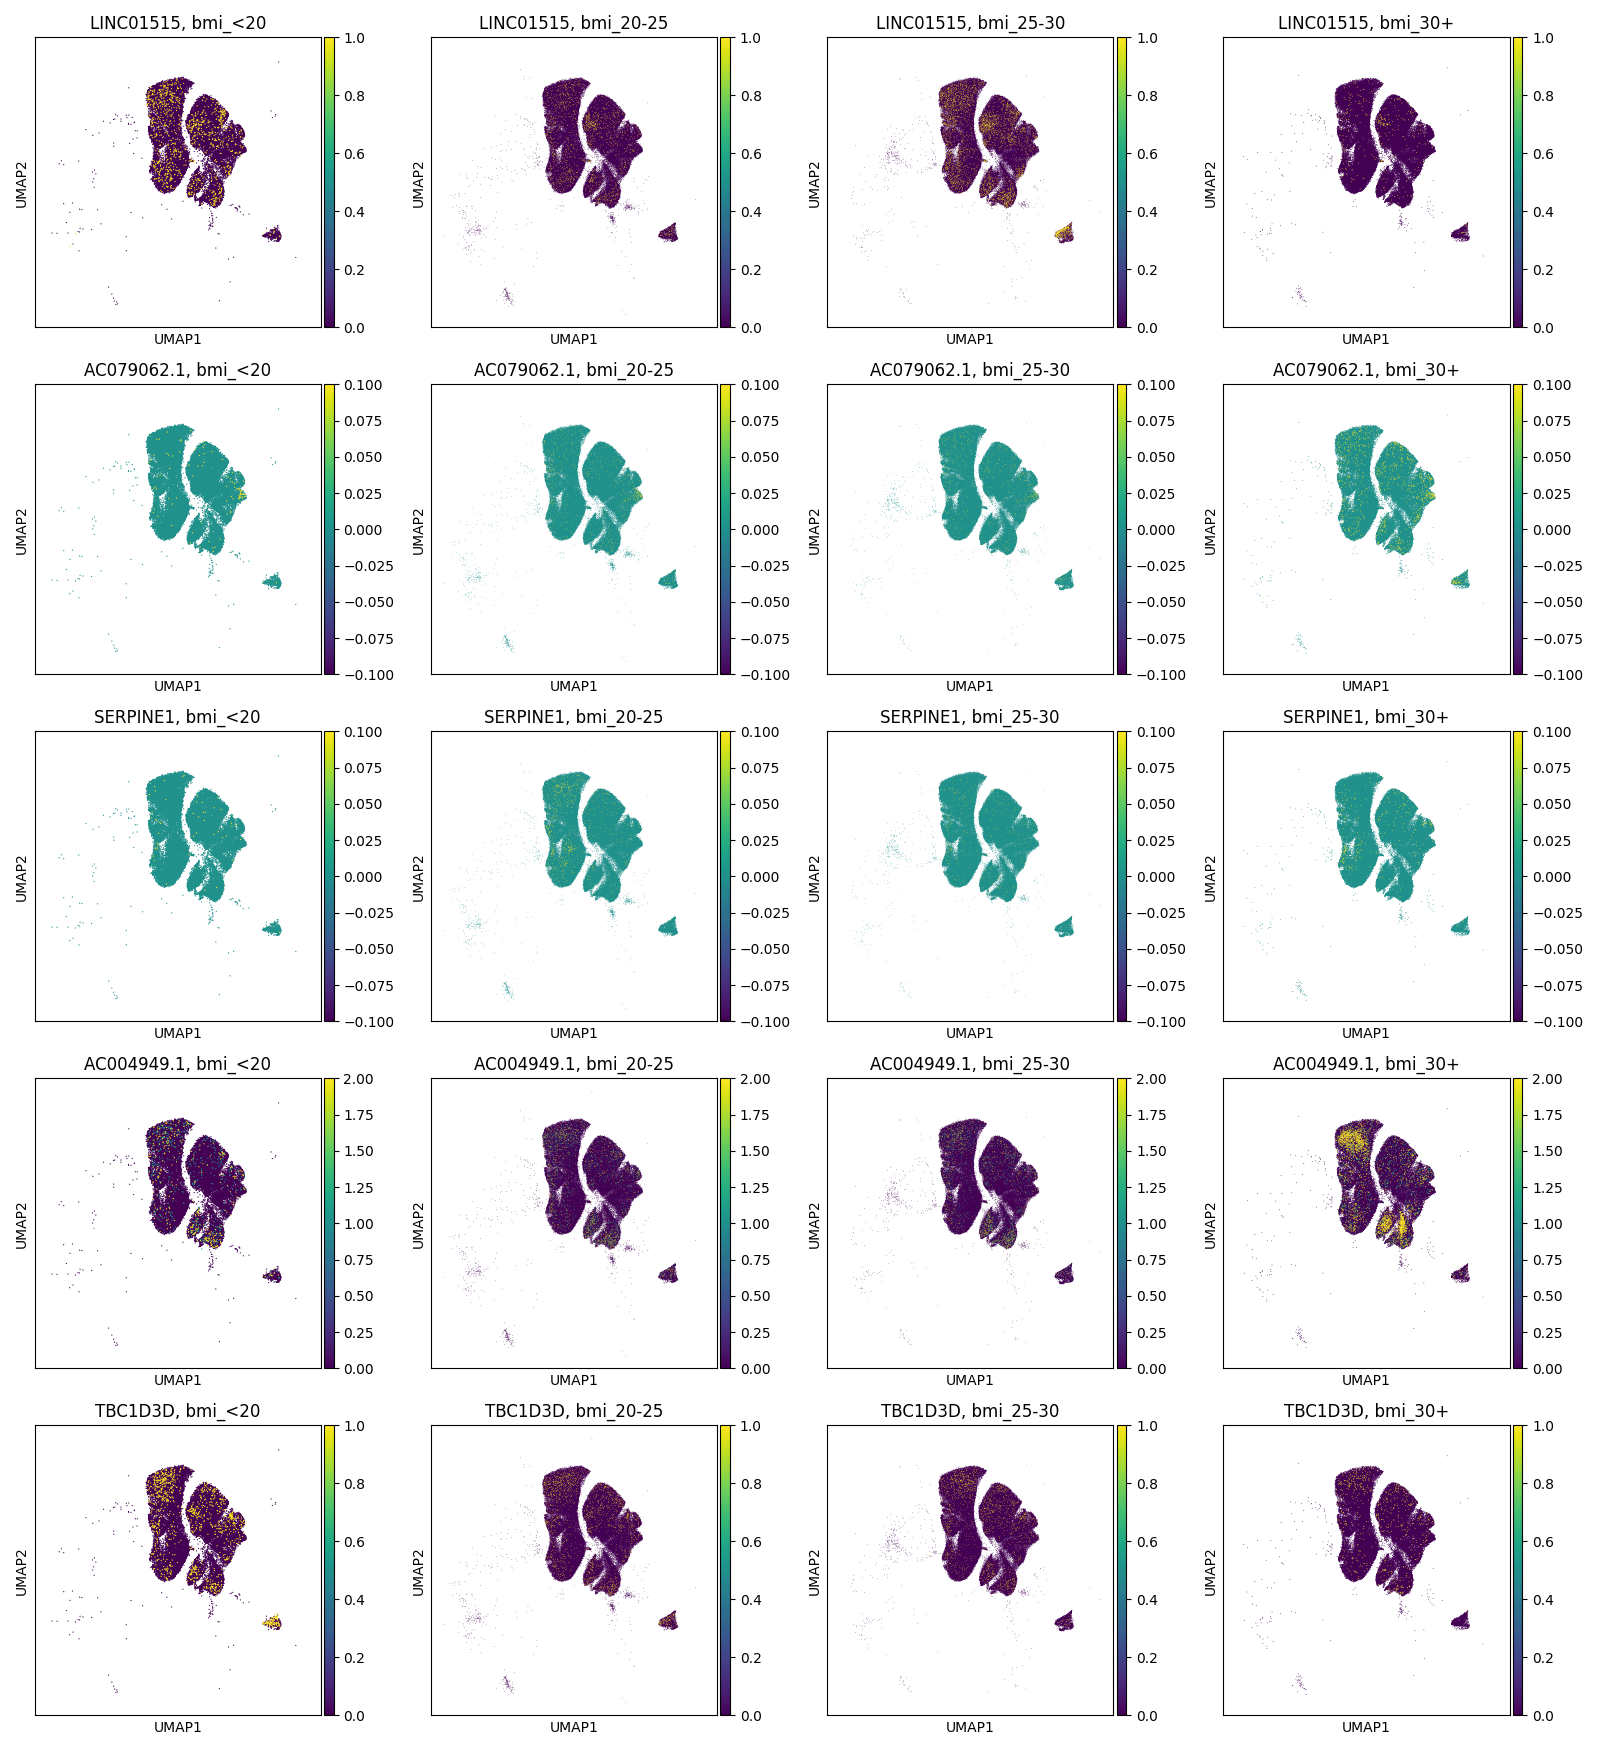 LINC01515, bmi_<20
LINC01515, bmi_20-25
LINC01515, bmi_25-30
LINC01515, bmi_30+
1.0
0.8
0.6
0.4
0.2
0.0
1.0
0.8
0.6
0.4
0.2
0.0
1.0
0.8
0.6
0.4
0.2
0.0
1.0
0.8
0.6
0.4
0.2
0.0
UMAP2
UMAP2
UMAP2
UMAP2
UMAP1
UMAP1
UMAP1
UMAP1
AC079062.1, bmi_<20
AC079062.1, bmi_20-25
AC079062.1, bmi_25-30
AC079062.1, bmi_30+
0.100
0.075
0.050
0.025
0.000
−0.025
−0.050
−0.075
−0.100
0.100
0.075
0.050
0.025
0.000
−0.025
−0.050
−0.075
−0.100
0.100
0.075
0.050
0.025
0.000
−0.025
−0.050
−0.075
−0.100
0.100
0.075
0.050
0.025
0.000
−0.025
−0.050
−0.075
−0.100
UMAP2
UMAP2
UMAP2
UMAP2
UMAP1
UMAP1
UMAP1
UMAP1
SERPINE1, bmi_<20
SERPINE1, bmi_20-25
SERPINE1, bmi_25-30
SERPINE1, bmi_30+
0.100
0.075
0.050
0.025
0.000
−0.025
−0.050
−0.075
−0.100
0.100
0.075
0.050
0.025
0.000
−0.025
−0.050
−0.075
−0.100
0.100
0.075
0.050
0.025
0.000
−0.025
−0.050
−0.075
−0.100
0.100
0.075
0.050
0.025
0.000
−0.025
−0.050
−0.075
−0.100
UMAP2
UMAP2
UMAP2
UMAP2
UMAP1
UMAP1
UMAP1
UMAP1
AC004949.1, bmi_<20
AC004949.1, bmi_20-25
AC004949.1, bmi_25-30
AC004949.1, bmi_30+
2.00
1.75
1.50
1.25
1.00
0.75
0.50
0.25
0.00
2.00
1.75
1.50
1.25
1.00
0.75
0.50
0.25
0.00
2.00
1.75
1.50
1.25
1.00
0.75
0.50
0.25
0.00
2.00
1.75
1.50
1.25
1.00
0.75
0.50
0.25
0.00
UMAP2
UMAP2
UMAP2
UMAP2
UMAP1
UMAP1
UMAP1
UMAP1
TBC1D3D, bmi_<20
TBC1D3D, bmi_20-25
TBC1D3D, bmi_25-30
TBC1D3D, bmi_30+
1.0
0.8
0.6
0.4
0.2
0.0
1.0
0.8
0.6
0.4
0.2
0.0
1.0
0.8
0.6
0.4
0.2
0.0
1.0
0.8
0.6
0.4
0.2
0.0
UMAP2
UMAP2
UMAP2
UMAP2
UMAP1
UMAP1
UMAP1
UMAP1